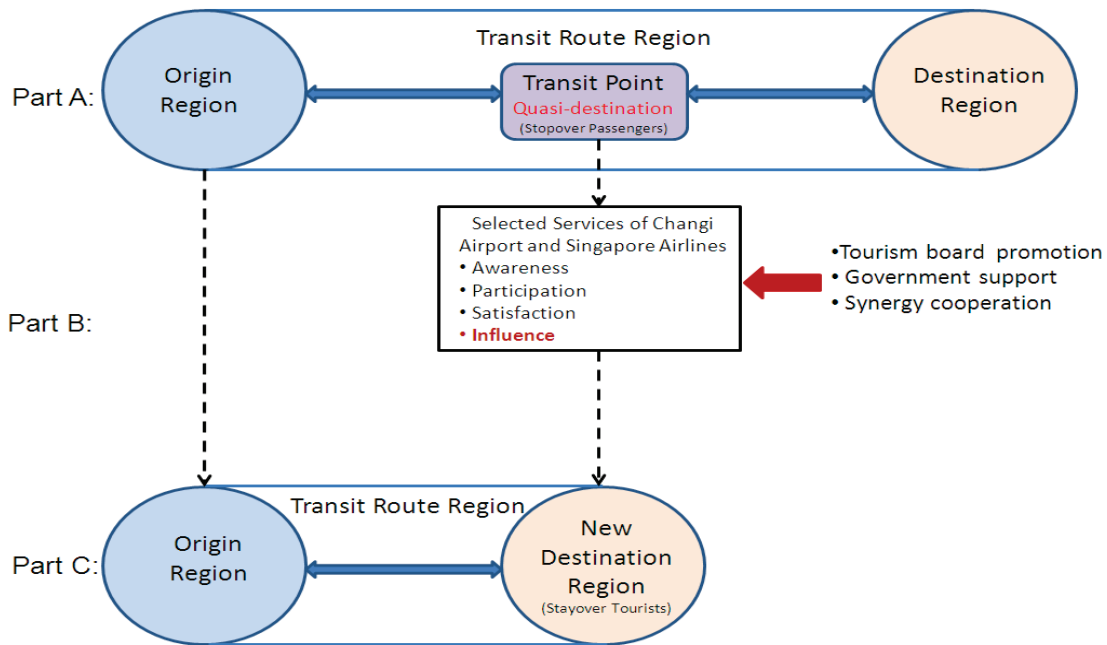 Part A:
Origin
Region
Transit Route Region
Transit Point
Quasi-destination
(Stopover Passengers)
Destination
Region
Part B:
Selected Services of Changi
Airport and Singapore Airlines
• Awareness
• Participation
• Satisfaction
• Influence
•Tourism board promotion
• Government support
• Synergy cooperation
Part C:
Origin
Region
Transit Route Region
New
Destination
Region
(Stayover Tourists)